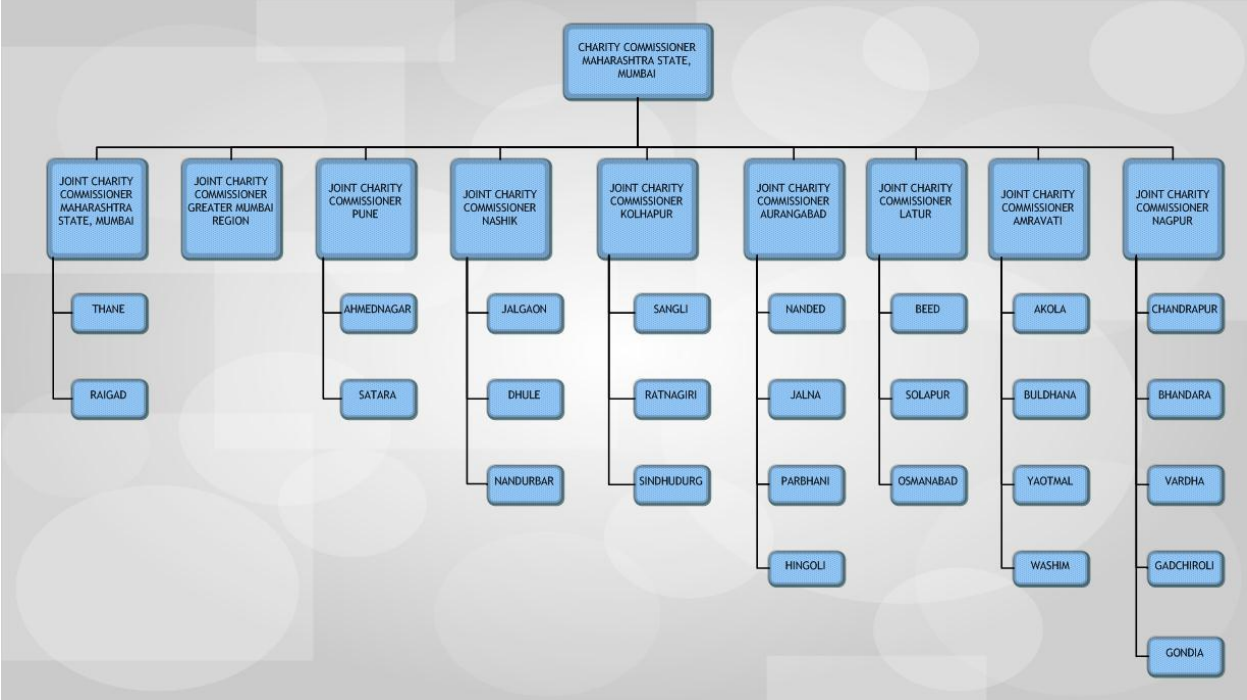 CHARITY COMMISSIONER
MAHARASHTRA STATE,
MUMBAI
JOINT CHARITY
COMMISSIONER
MAHARASHTRA
STATE, MUMBAI
JOINT CHARITY
COMMISSIONER
GREATER MUMBAI
REGION
JOINT CHARITY
COMMISSIONER
PUNE
JOINT CHARITY
COMMISSIONER
NASHIK
JOINT CHARITY
COMMISSIONER
KOLHAPUR
JOINT CHARITY
COMMISSIONER
AURANGABAD
JOINT CHARITY
COMMISSIONER
LATUR
JOINT CHARITY
COMMISSIONER
AMRAVATI
JOINT CHARITY
COMMISSIONER
NAGPUR
THANE
AHMEDNAGAR
JALGAON
SANGLI
NANDED
BEED
AKOLA
CHANDRAPUR
RAIGAD
SATARA
DHULE
RATNAGIRI
JALNA
SOLAPUR
BULDHANA
BHANDARA
NANDURBAR
SINDHUDURG
PARBHANI
OSMANABAD
YAOTMAL
VARDHA
HINGOLI
WASHIM
GADCHIROLI
GONDIA